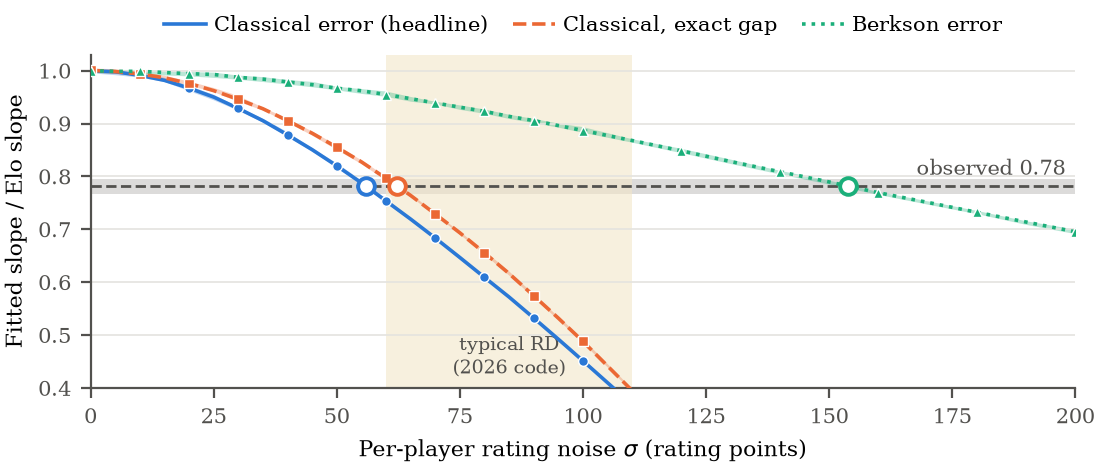 Classical error (headline) Classical, exact gap Berkson error
1.0
0.9
0.8
0.7
0.6
0.5
0.4
Fitted slope / Elo slope
observed 0.78
typical RD
(2026 code)
0 25 50 75 100 125 150 175 200
Per-player rating noise σ (rating points)